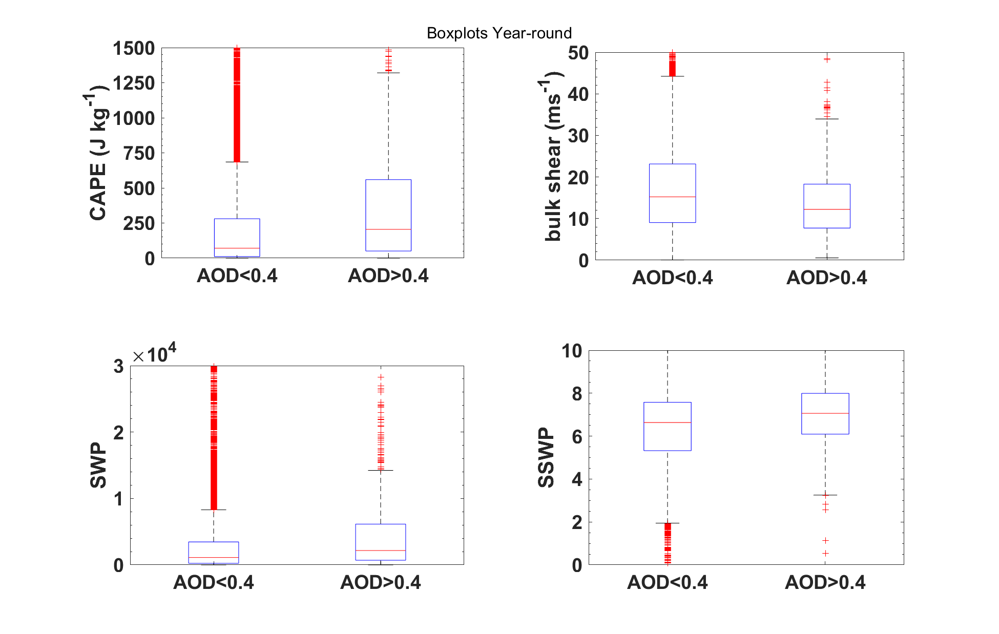 Boxplots Year-round
CAPE (J kg-1)
1500
1250
1000
750
500
250
0
AOD<0.4 AOD>0.4
bulk shear (ms-1)
50
40
30
20
10
0
AOD<0.4 AOD>0.4
×104
SWP
3
2
1
0
AOD<0.4 AOD>0.4
SSWP
10
8
6
4
2
0
AOD<0.4 AOD>0.4